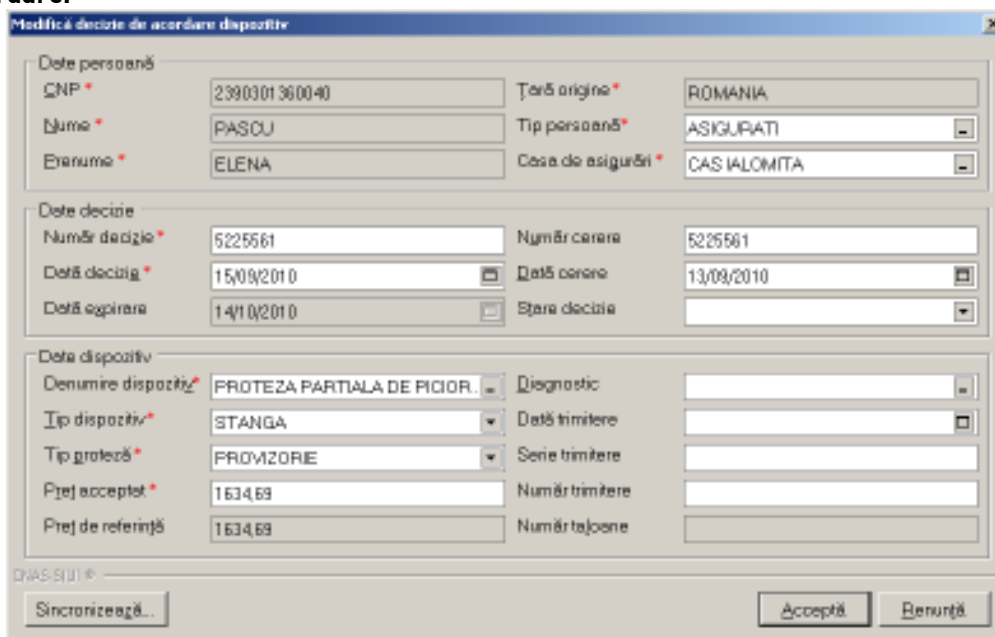 Modifică decizie de acordare dispozitiv
Date persoană
CNP * 2390301360040 Țară origine * ROMANIA
Nume * PASCU Tip persoană * ASIGURATI
Prenume * ELENA Casa de asigurări * CAS IALOMITA
Date decizie
Număr decizie * 5225561 Număr cerere 5225561
Dată decizie * 15/09/2010 Dată cerere 13/09/2010
Dată expirare 14/10/2010 Stare decizie
Date dispozitiv
Denumire dispozitiv * PROTEZA PARTIALA DE PICIOR... Diagnostic
Tip dispozitiv * STANGA Dată trimitere
Tip proteză * PROVIZORIE Serie trimitere
Preț acceptat * 1634,69 Număr trimitere
Preț de referință 1634,69 Număr taloane
CNAS-SIUI ®
Sincronizează... Acceptă Renunță